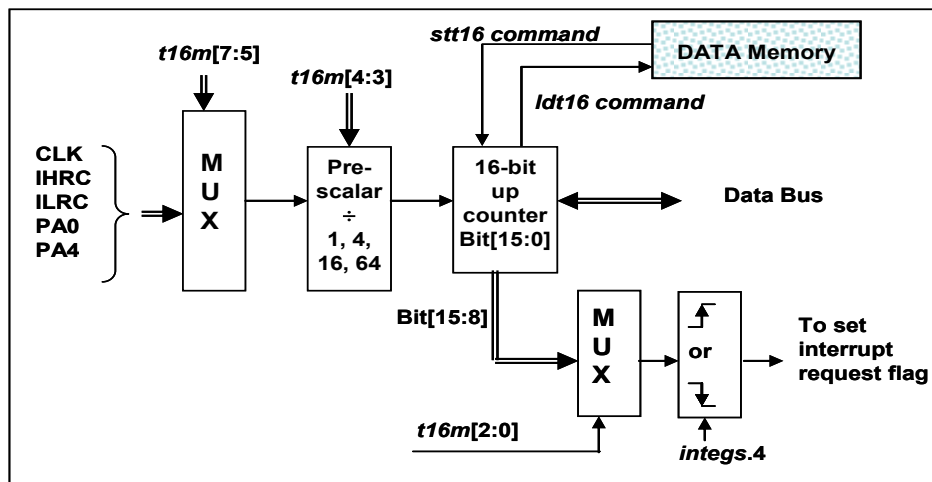 stt16 command
DATA Memory
t16m[7:5]
t16m[4:3]
ldt16 command
CLK
IHRC
ILRC
PA0
PA4
M
U
X
Pre-
scalar
÷
1, 4,
16, 64
16-bit
up
counter
Bit[15:0]
Data Bus
Bit[15:8]
M
U
X
or
To set
interrupt
request flag
t16m[2:0]
integs.4